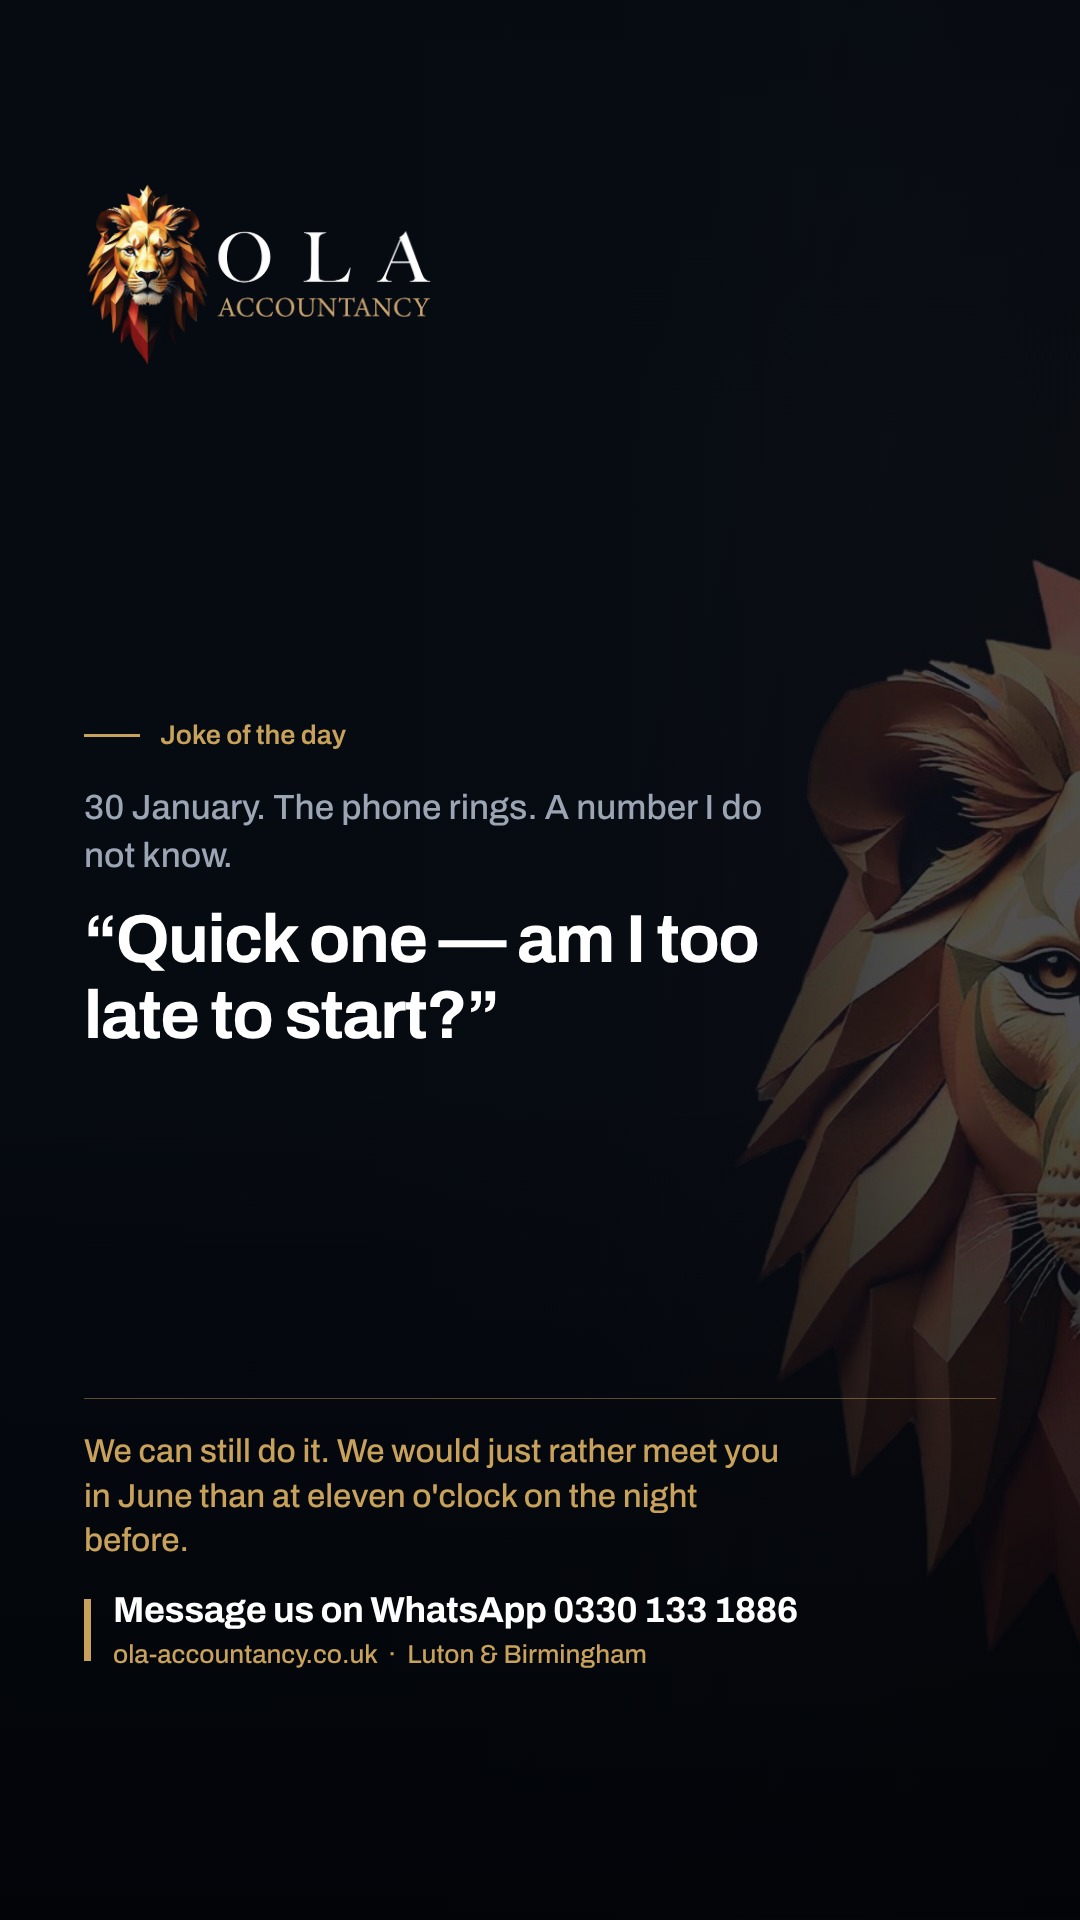 OLA
ACCOUNTANCY
Joke of the day
30 January. The phone rings. A number I do
not know.
“Quick one — am I too
late to start?”
We can still do it. We would just rather meet you
in June than at eleven o'clock on the night
before.
Message us on WhatsApp 0330 133 1886
ola-accountancy.co.uk · Luton & Birmingham